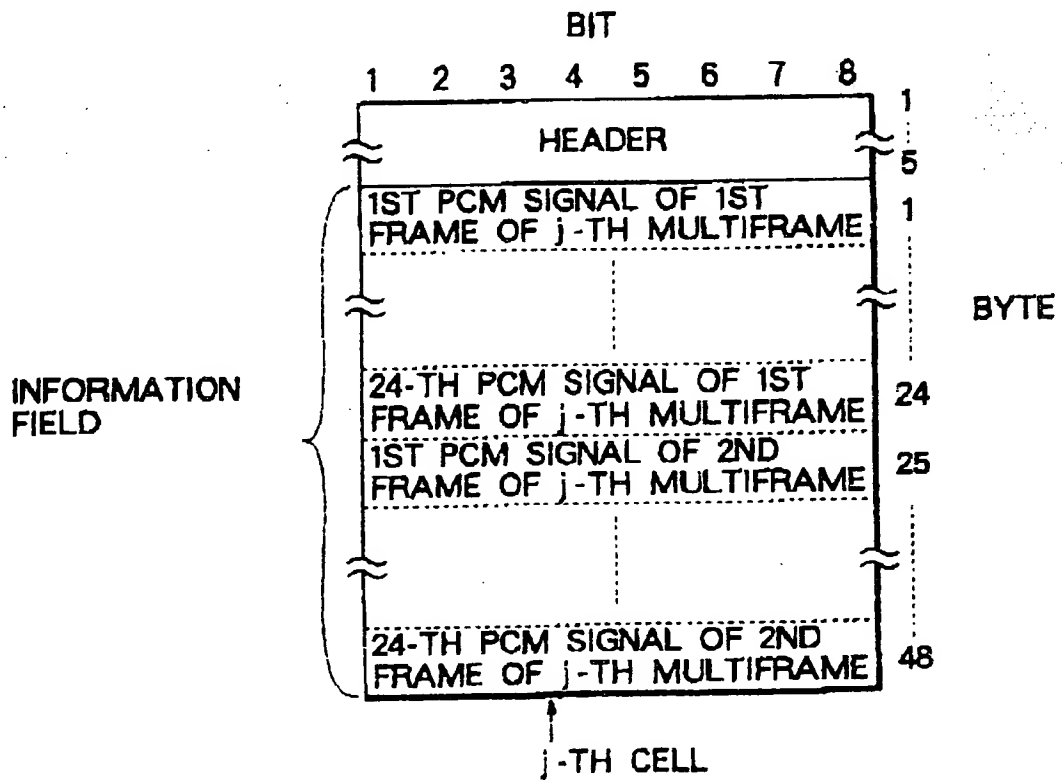 BIT
1 2 3 4 5 6 7 8
HEADER
1
5
1ST PCM SIGNAL OF 1ST
FRAME OF j-TH MULTIFRAME
1
BYTE
INFORMATION
FIELD
24-TH PCM SIGNAL OF 1ST
FRAME OF j-TH MULTIFRAME
24
1ST PCM SIGNAL OF 2ND
FRAME OF j-TH MULTIFRAME
25
24-TH PCM SIGNAL OF 2ND
FRAME OF j-TH MULTIFRAME
48
j-TH CELL